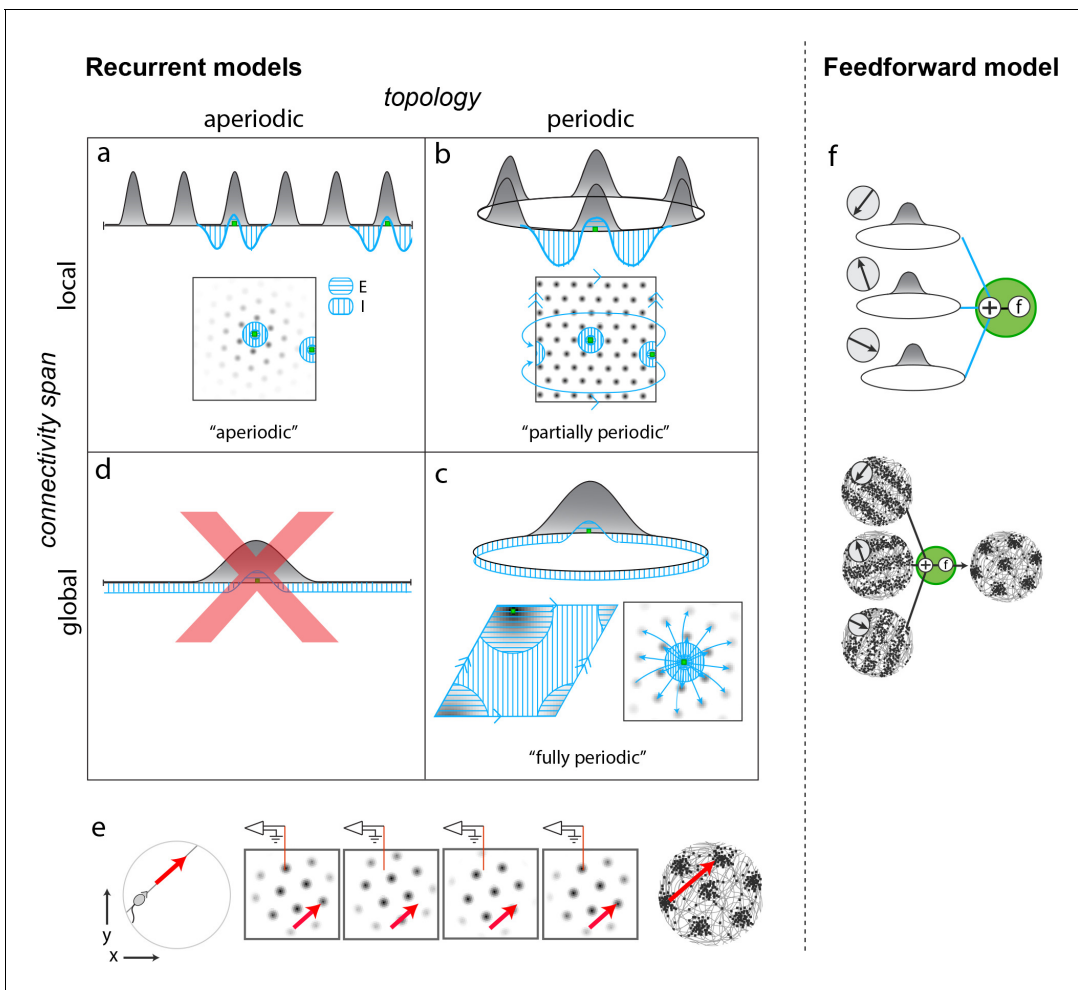 Recurrent models
Feedforward model
topology
aperiodic
periodic
connectivity span
local
global
a
E
I
“aperiodic”
b
“partially periodic”
d
c
“fully periodic”
e
y
x
f
+ f
+ f